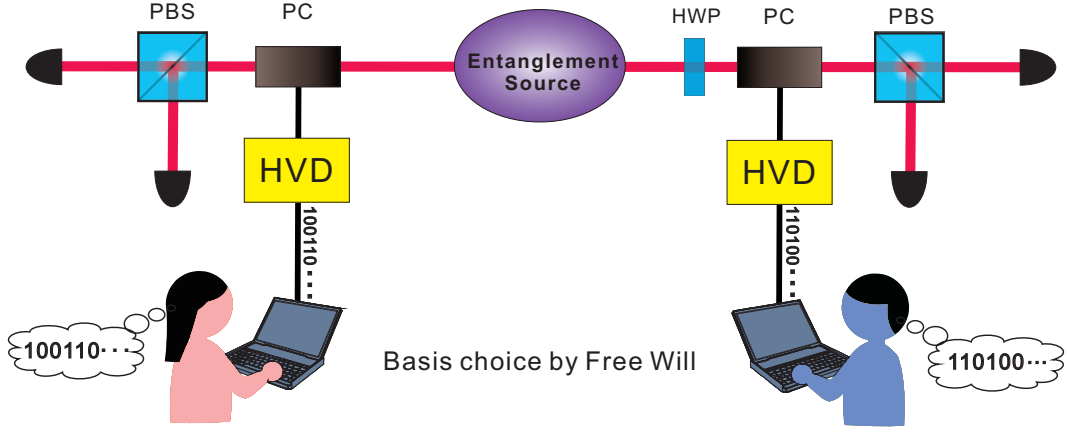 PBS
PC
Entanglement
Source
HWP
PC
PBS
HVD
HVD
100110···
110100···
100110···
110100···
Basis choice by Free Will